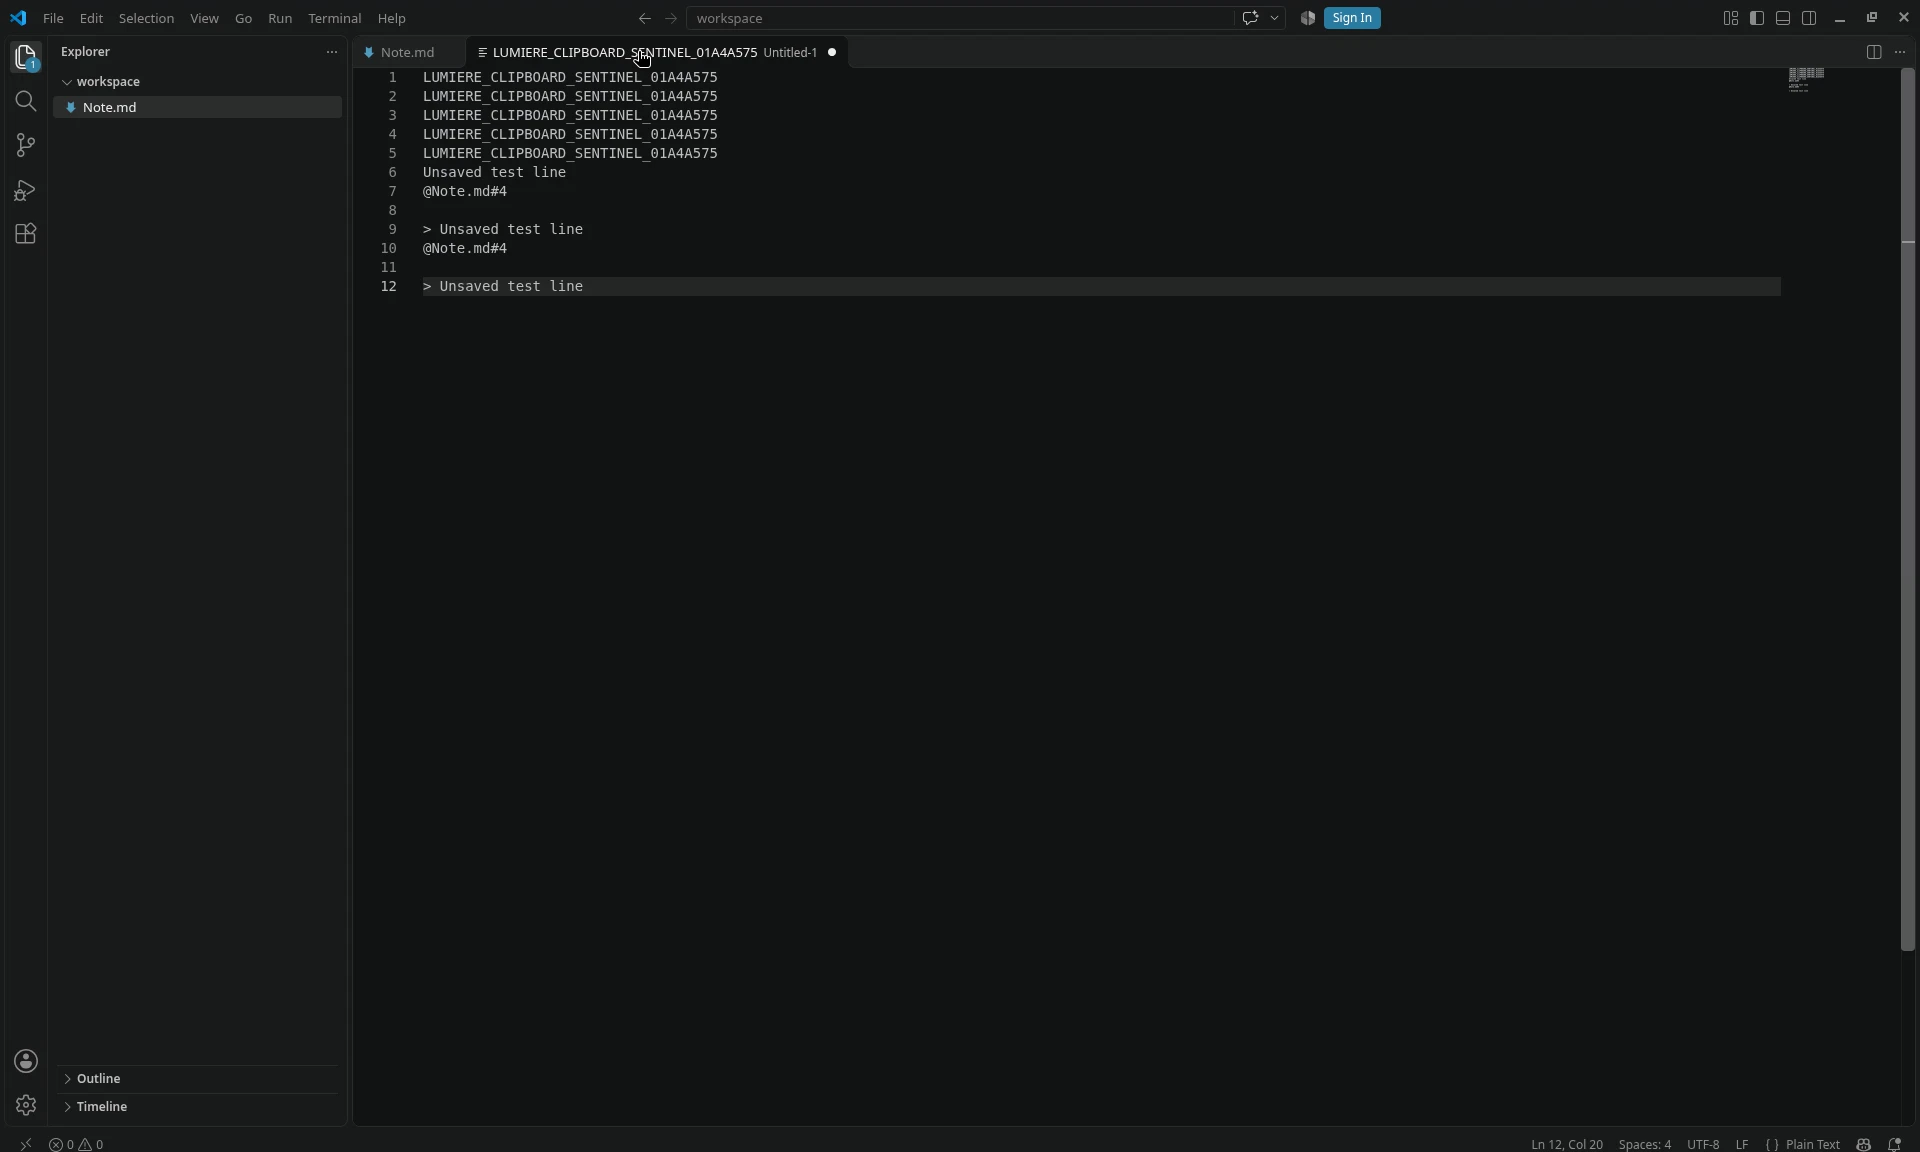 File Edit Selection View Go Run Terminal Help
workspace
Sign In
Explorer
1
workspace
Note.md
Outline
Timeline
Note.md
LUMIERE_CLIPBOARD_SENTINEL_01A4A575 Untitled-1
1 LUMIERE_CLIPBOARD_SENTINEL_01A4A575
2 LUMIERE_CLIPBOARD_SENTINEL_01A4A575
3 LUMIERE_CLIPBOARD_SENTINEL_01A4A575
4 LUMIERE_CLIPBOARD_SENTINEL_01A4A575
5 LUMIERE_CLIPBOARD_SENTINEL_01A4A575
6 Unsaved test line
7 @Note.md#4
8
9 > Unsaved test line
10 @Note.md#4
11
12 > Unsaved test line
0 0
Ln 12, Col 20 Spaces: 4 UTF-8 LF { } Plain Text